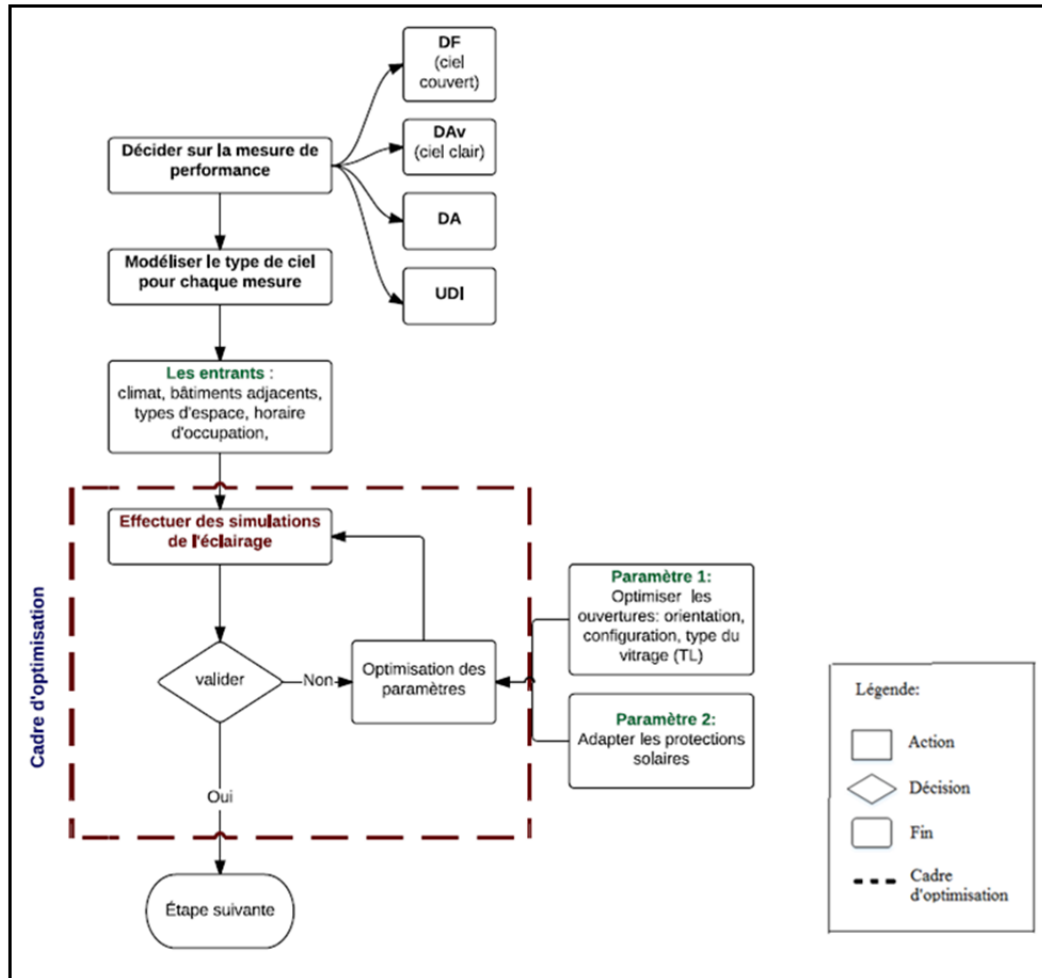 DF
(ciel
couvert)
DAv
(ciel clair)
DA
UDI
Décider sur la mesure de
performance
Modéliser le type de ciel
pour chaque mesure
Les entrants :
climat, bâtiments adjacents,
types d'espace, horaire
d'occupation,
Cadre d'optimisation
Effectuer des simulations
de l'éclairage
valider
Non
Optimisation des
paramètres
Paramètre 1:
Optimiser les
ouvertures: orientation,
configuration, type du
vitrage (TL)
Paramètre 2:
Adapter les protections
solaires
Oui
Étape suivante
Légende:
Action
Décision
Fin
Cadre
d'optimisation